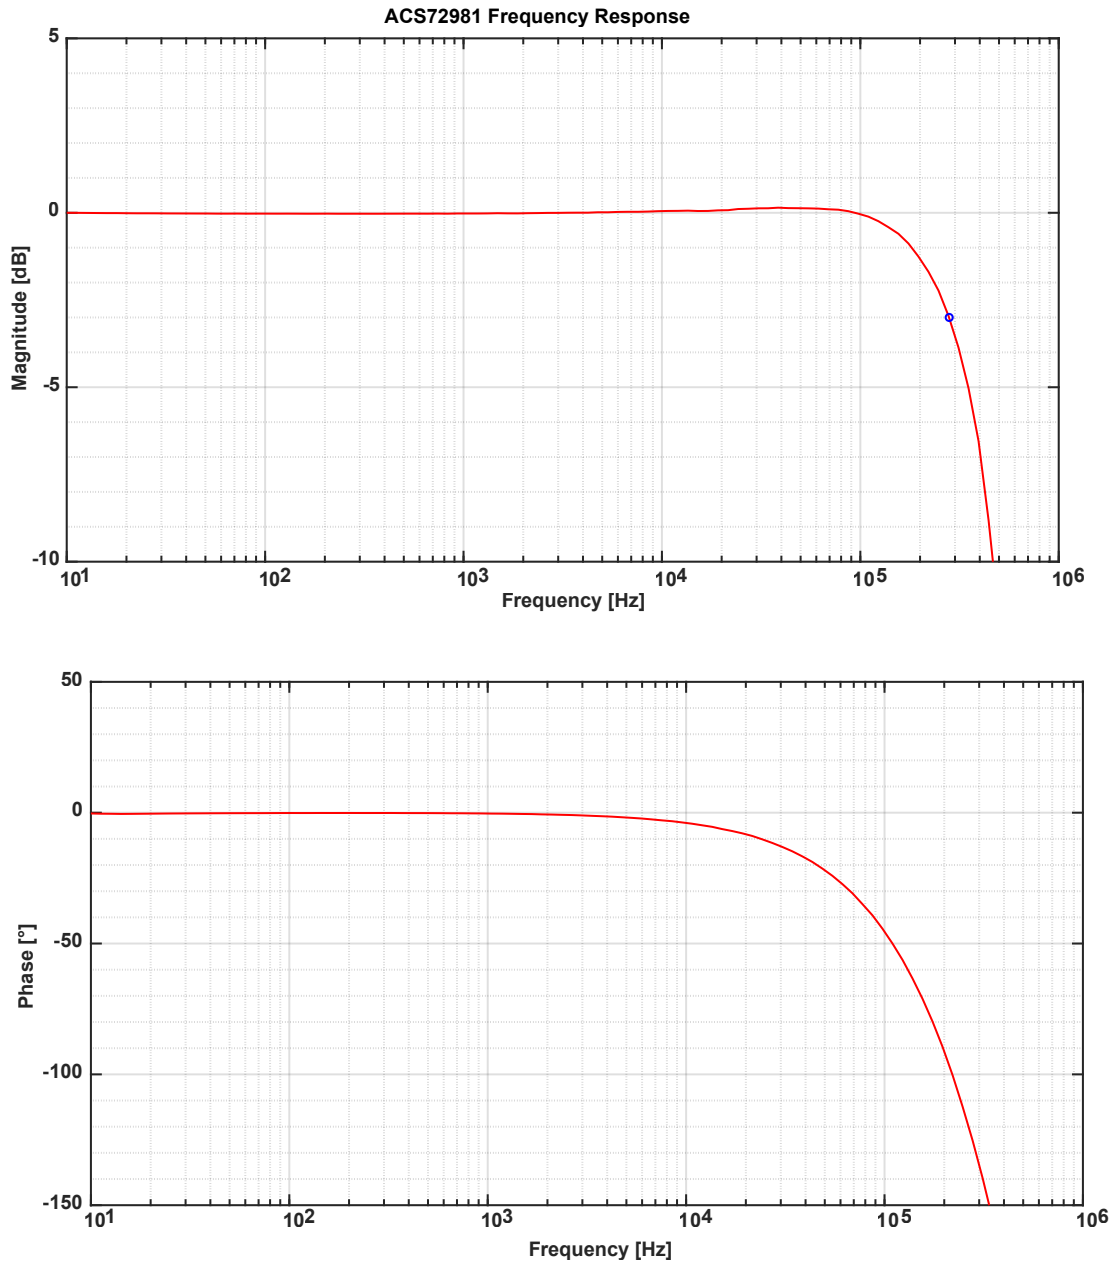 ACS72981 Frequency Response
5
0
-5
-10
Magnitude [dB]
10¹ 10² 10³ 10⁴ 10⁵ 10⁶
Frequency [Hz]
50
0
-50
-100
-150
Phase [°]
10¹ 10² 10³ 10⁴ 10⁵ 10⁶
Frequency [Hz]